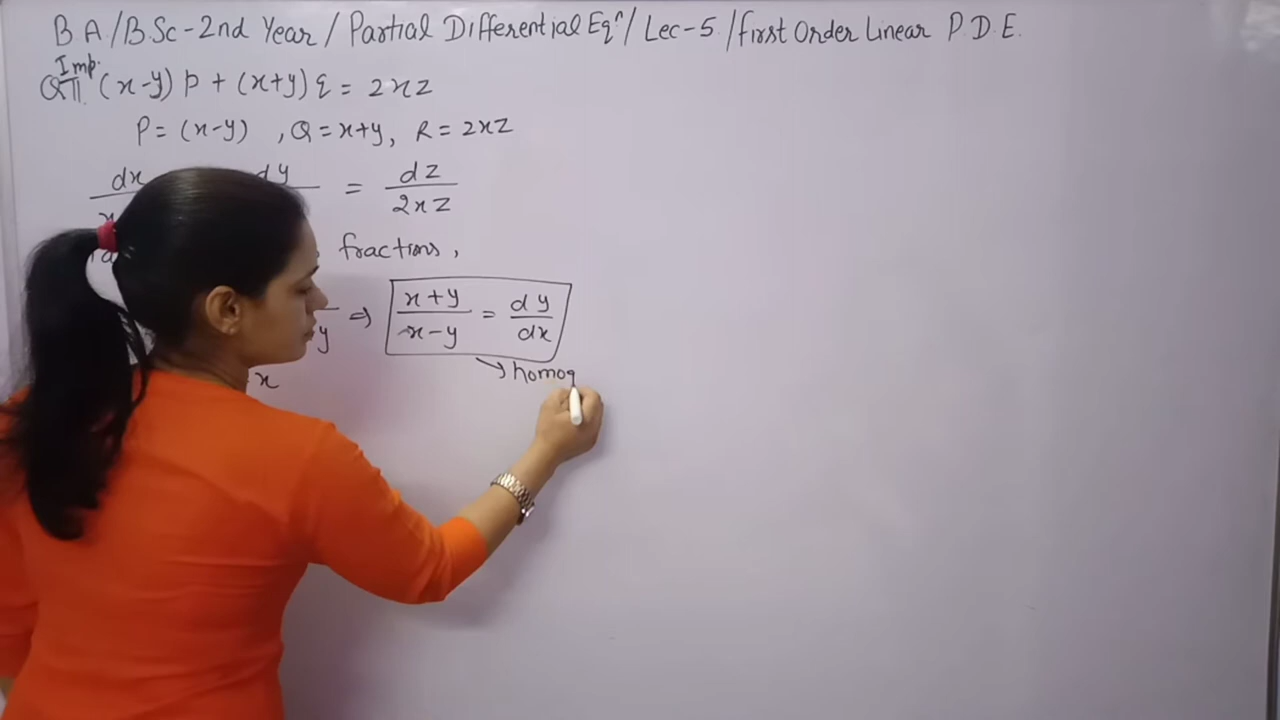 B.A./B.Sc-2nd Year/Partial Differential Eqn/Lec-5/First Order Linear P.D.E.
Imp.
(x-y) p + (x+y) q = 2xz
P = (x-y), Q = x+y, R = 2xz
dx dy = dz
2xz
fractions,
y ⇒ x+y/x-y = dy/dx
x → homog